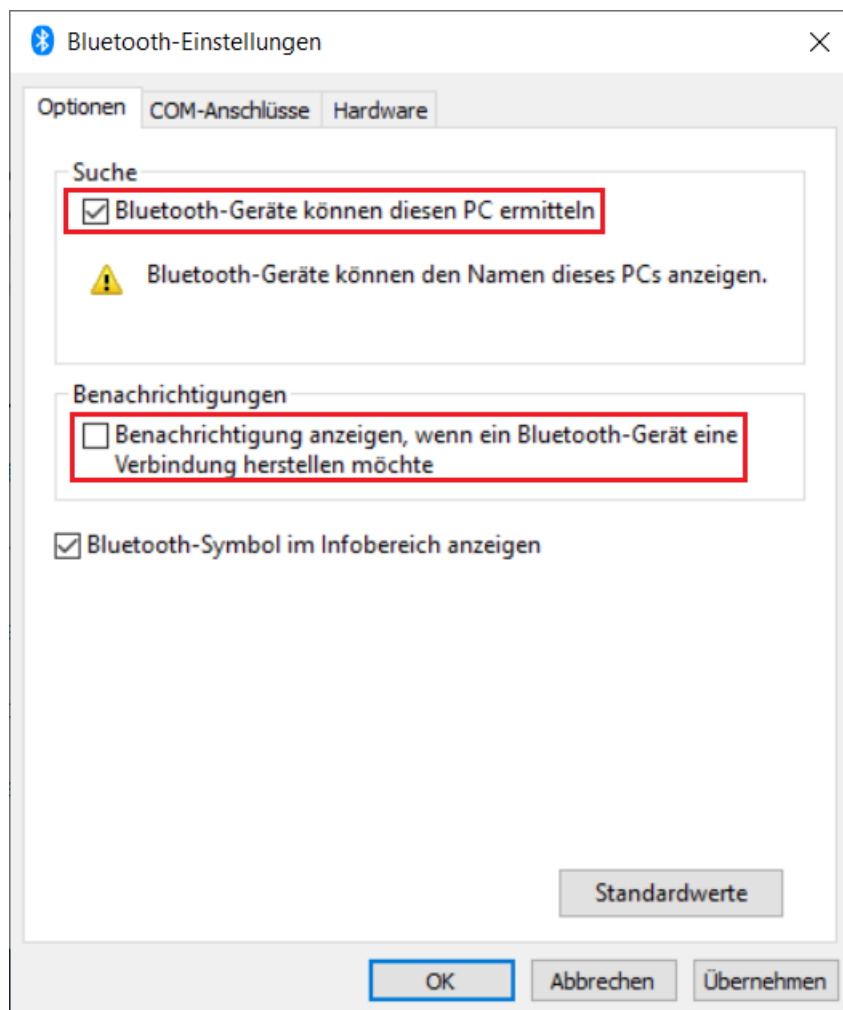 Bluetooth-Einstellungen
Optionen
COM-Anschlüsse
Hardware
Suche
Bluetooth-Geräte können diesen PC ermitteln
Bluetooth-Geräte können den Namen dieses PCs anzeigen.
Benachrichtigungen
Benachrichtigung anzeigen, wenn ein Bluetooth-Gerät eine
Verbindung herstellen möchte
Bluetooth-Symbol im Infobereich anzeigen
Standardwerte
OK
Abbrechen
Übernehmen